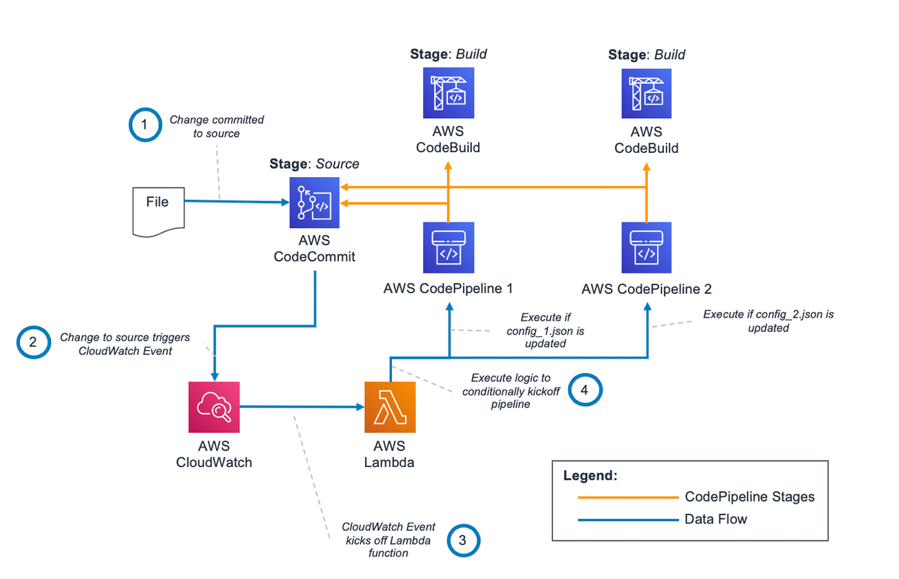 Stage: Build
Stage: Build
AWS
CodeBuild
AWS
CodeBuild
1
Change committed
to source
Stage: Source
File
AWS
CodeCommit
AWS CodePipeline 1
AWS CodePipeline 2
Execute if
config_1.json is
updated
Execute if config_2.json is
updated
2
Change to source triggers
CloudWatch Event
Execute logic to
conditionally kickoff
pipeline
4
AWS
CloudWatch
AWS
Lambda
CloudWatch Event
kicks off Lambda
function
3
Legend:
CodePipeline Stages
Data Flow